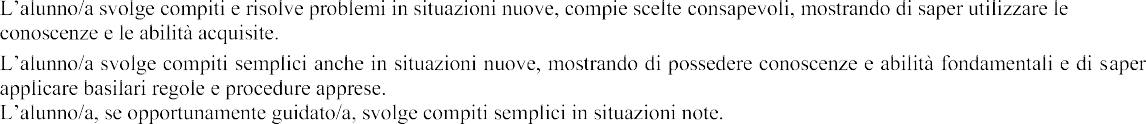 L'alunno/a svolge compiti e risolve problemi in situazioni nuove, compie scelte consapevoli, mostrando di saper utilizzare le
conoscenze e le abilità acquisite.
L'alunno/a svolge compiti semplici anche in situazioni nuove, mostrando di possedere conoscenze e abilità fondamentali e di saper
applicare basilari regole e procedure apprese.
L'alunno/a, se opportunamente guidato/a, svolge compiti semplici in situazioni note.